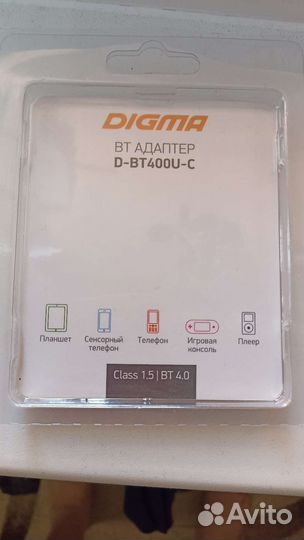 DIGMA
BT АДАПТЕР
D-BT400U-C
Планшет
Сенсорный
телефон
Телефон
Игровая
консоль
Плеер
Class 1.5 | BT 4.0
Avito